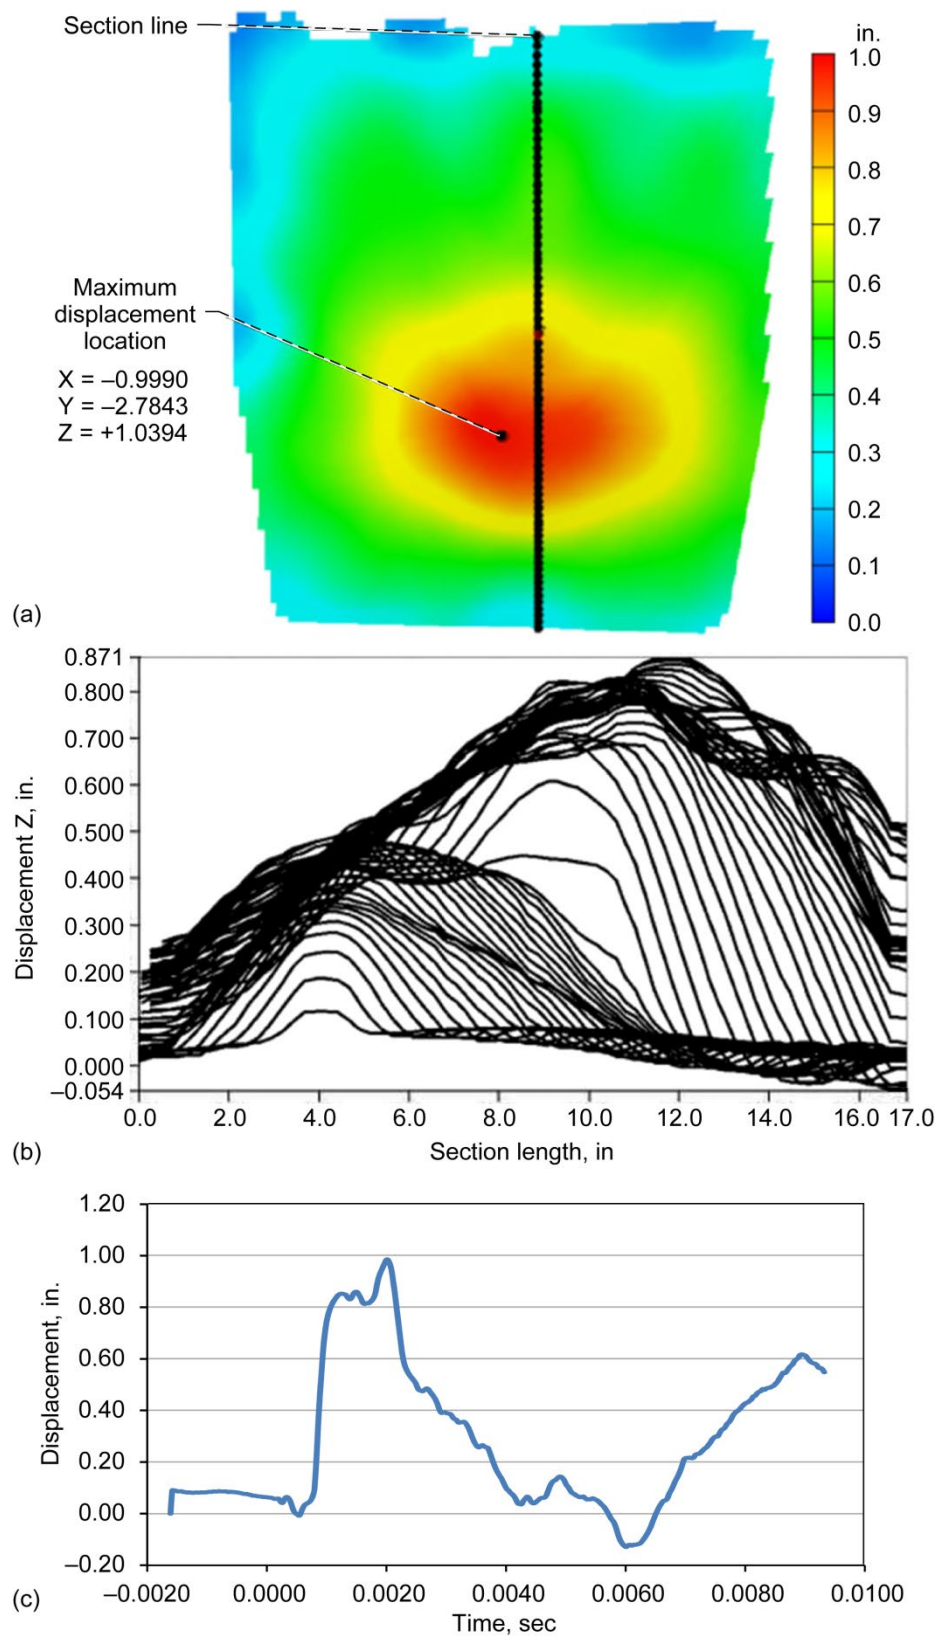 Section line
in.
1.0
0.9
0.8
0.7
0.6
0.5
0.4
0.3
0.2
0.1
0.0
Maximum
displacement
location
X = –0.9990
Y = –2.7843
Z = +1.0394
(a)
0.871
0.800
0.700
0.600
0.500
0.400
0.300
0.200
0.100
0.000
–0.054
Displacement Z, in.
0.0 2.0 4.0 6.0 8.0 10.0 12.0 14.0 16.0 17.0
Section length, in
(b)
1.20
1.00
0.80
0.60
0.40
0.20
0.00
–0.20
Displacement, in.
–0.0020 0.0000 0.0020 0.0040 0.0060 0.0080 0.0100
Time, sec
(c)